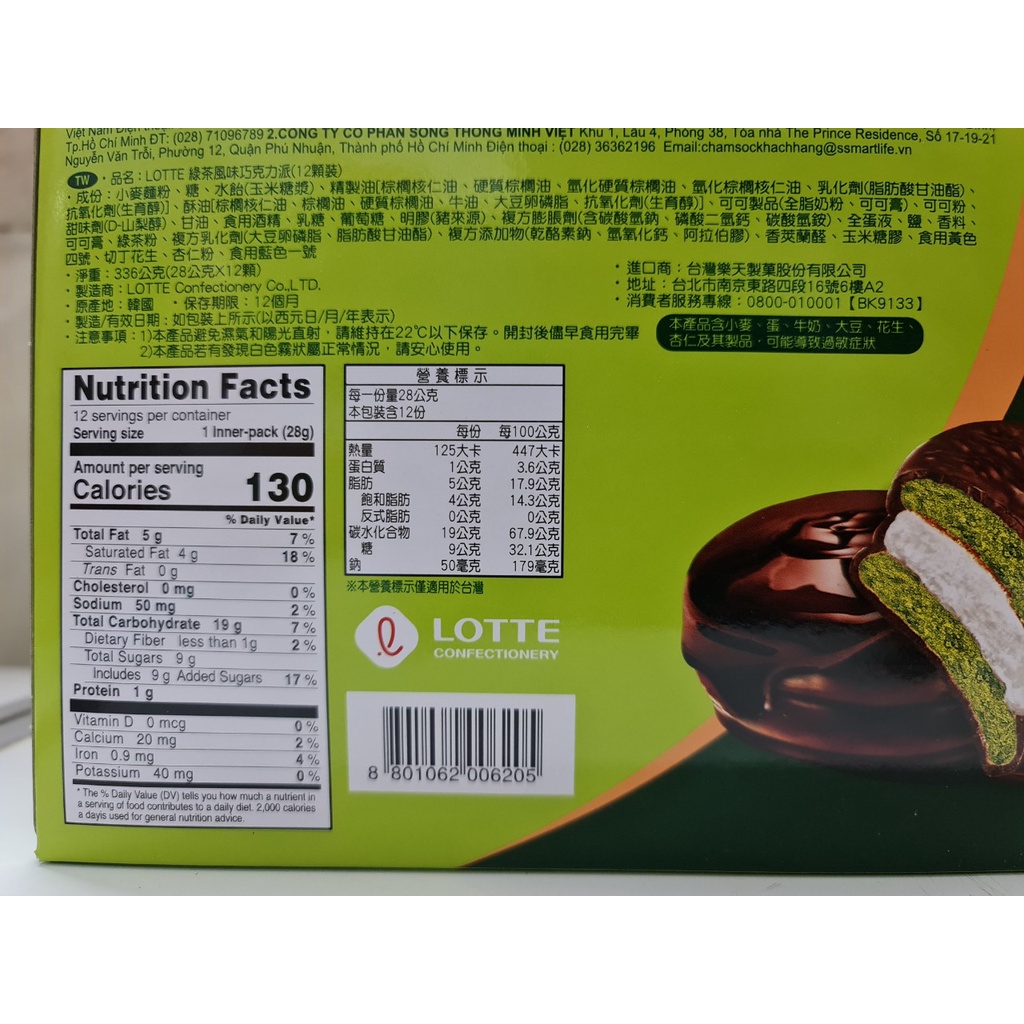 Tp.Hồ Chí Minh ĐT: (028) 71096789 2.CÔNG TY CỔ PHẦN SỐNG THÔNG MINH VIỆT Khu 1, Lầu 4, Phòng 38, Tòa nhà The Prince Residence, Số 17-19-21
Nguyễn Văn Trỗi, Phường 12, Quận Phú Nhuận, Thành phố Hồ Chí Minh Điện thoại : (028) 36362196 Email:chamsockhachhang@ssmartlife.vn
TW ・品名：LOTTE 綠茶風味巧克力派(12顆裝)
・成份：小麥麵粉、糖、水飴(玉米糖漿)、精製油[棕櫚核仁油、硬質棕櫚油、氫化硬質棕櫚油、氫化棕櫚核仁油、乳化劑(脂肪酸甘油酯)、
抗氧化劑(生育醇)]、酥油[棕櫚核仁油、棕櫚油、硬質棕櫚油、牛油、大豆卵磷脂、抗氧化劑(生育醇)]、可可製品(全脂奶粉、可可膏)、可可粉、
甜味劑(D-山梨醇)、甘油、食用酒精、乳糖、葡萄糖、明膠(豬來源)、複方膨脹劑(含碳酸氫鈉、磷酸二氫鈣、碳酸氫銨)、全蛋液、鹽、香料、
可可膏、綠茶粉、複方乳化劑(大豆卵磷脂、脂肪酸甘油酯)、複方添加物(乾酪素鈉、氫氧化鈣、阿拉伯膠)、香莢蘭醛、玉米糖膠、食用黃色
四號、切丁花生、杏仁粉、食用藍色一號
・淨重：336公克(28公克X12顆)
・製造商：LOTTE Confectionery Co.,LTD.
・原產地：韓國 ・保存期限：12個月
・製造/有效日期：如包裝上所示(以西元日/月/年表示)
・注意事項：1)本產品避免濕氣和陽光直射，請維持在22℃以下保存。開封後儘早食用完畢
2)本產品若有發現白色霧狀屬正常情況，請安心使用。
・進口商：台灣樂天製菓股份有限公司
・地址：台北市南京東路四段16號6樓A2
・消費者服務專線：0800-010001【BK9133】
本產品含小麥、蛋、牛奶、大豆、花生、
杏仁及其製品，可能導致過敏症狀
Nutrition Facts
12 servings per container
Serving size 1 Inner-pack (28g)
Amount per serving
Calories 130
% Daily Value*
Total Fat 5 g 7 %
Saturated Fat 4 g 18 %
Trans Fat 0 g
Cholesterol 0 mg 0 %
Sodium 50 mg 2 %
Total Carbohydrate 19 g 7 %
Dietary Fiber less than 1g 2 %
Total Sugars 9 g
Includes 9 g Added Sugars 17 %
Protein 1 g
Vitamin D 0 mcg 0 %
Calcium 20 mg 2 %
Iron 0.9 mg 4 %
Potassium 40 mg 0 %
* The % Daily Value (DV) tells you how much a nutrient in
a serving of food contributes to a daily diet. 2,000 calories
a dayis used for general nutrition advice.
營養標示
每一份量28公克
本包裝含12份
每份 每100公克
熱量 125大卡 447大卡
蛋白質 1公克 3.6公克
脂肪 5公克 17.9公克
飽和脂肪 4公克 14.3公克
反式脂肪 0公克 0公克
碳水化合物 19公克 67.9公克
糖 9公克 32.1公克
鈉 50毫克 179毫克
※本營養標示僅適用於台灣
LOTTE
CONFECTIONERY
8 801062 006205